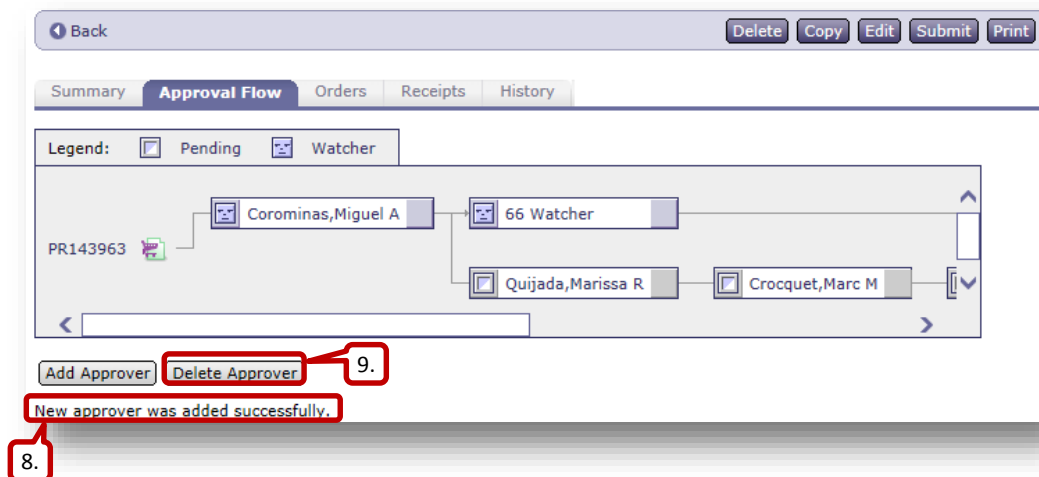 Back Delete Copy Edit Submit Print
Summary Approval Flow Orders Receipts History
Legend: Pending Watcher
Corominas,Miguel A 66 Watcher
PR143963
Quijada,Marissa R Crocquet,Marc M
Add Approver Delete Approver 9.
New approver was added successfully.
8.